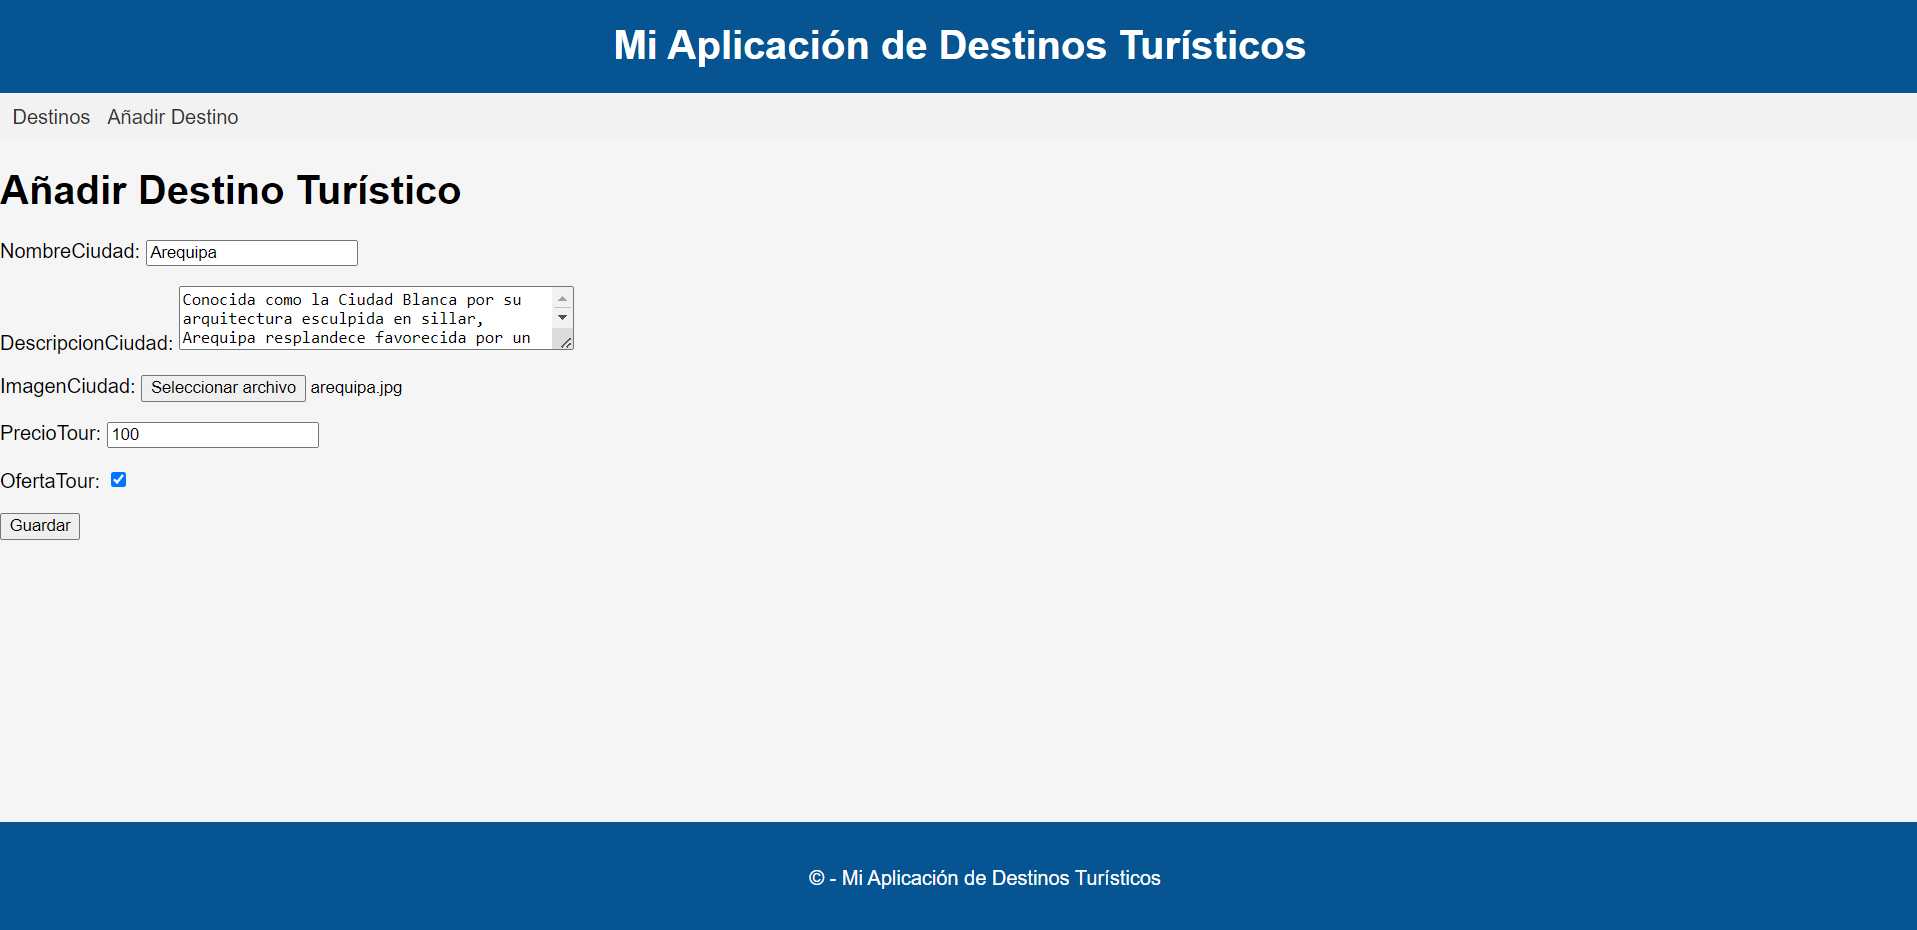 Mi Aplicación de Destinos Turísticos
Destinos Añadir Destino
Añadir Destino Turístico
NombreCiudad: Arequipa
Conocida como la Ciudad Blanca por su
arquitectura esculpida en sillar,
Arequipa resplandece favorecida por un
DescripcionCiudad:
ImagenCiudad: Seleccionar archivo arequipa.jpg
PrecioTour: 100
OfertaTour:
Guardar
© - Mi Aplicación de Destinos Turísticos